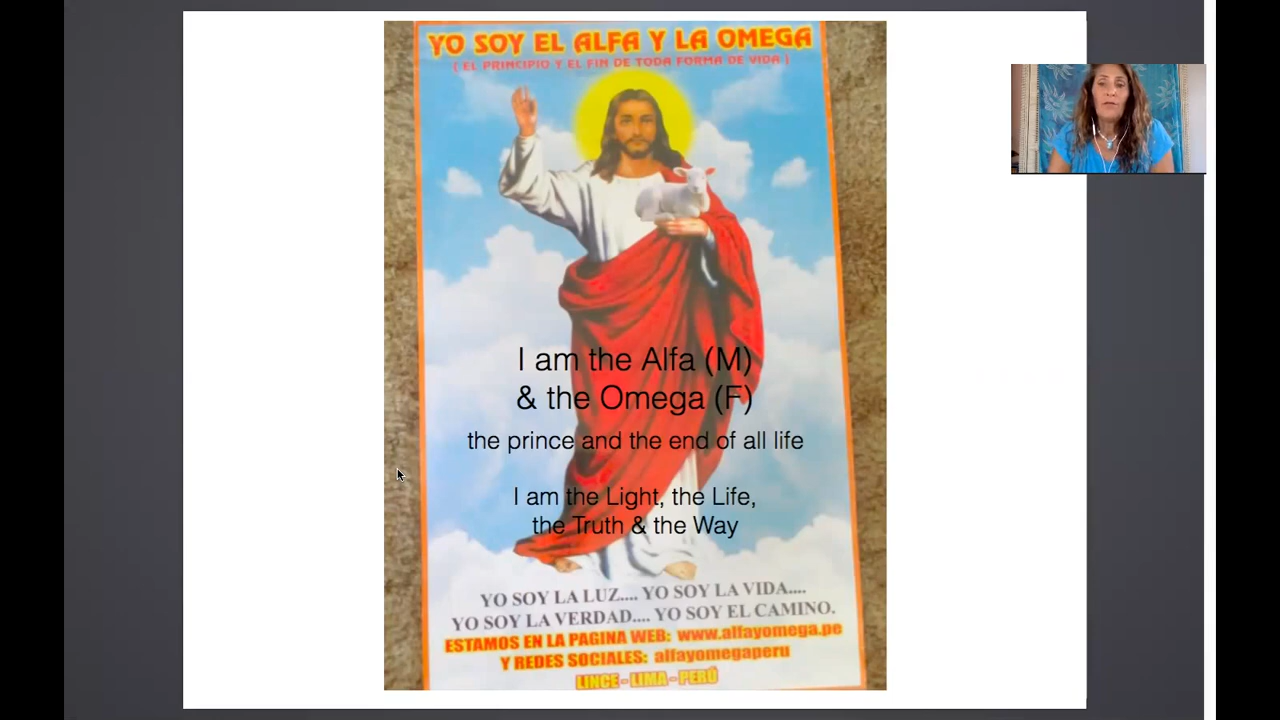 YO SOY EL ALFA Y LA OMEGA
( EL PRINCIPIO Y EL FIN DE TODA FORMA DE VIDA )
I am the Alfa (M)
& the Omega (F)
the prince and the end of all life
I am the Light, the Life,
the Truth & the Way
YO SOY LA LUZ.... YO SOY LA VIDA....
YO SOY LA VERDAD.... YO SOY EL CAMINO.
ESTAMOS EN LA PAGINA WEB: www.alfayomega.pe
Y REDES SOCIALES: alfayomegaperu
LINCE - LIMA - PERÚ